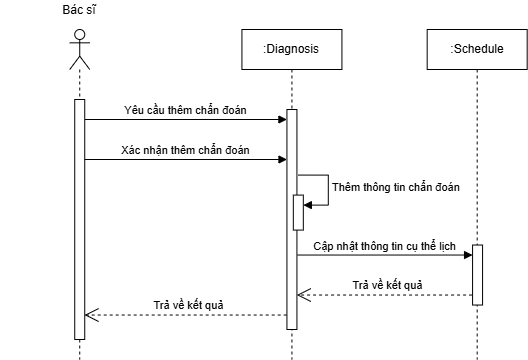 Bác sĩ
:Diagnosis
:Schedule
Yêu cầu thêm chẩn đoán
Xác nhận thêm chẩn đoán
Thêm thông tin chẩn đoán
Cập nhật thông tin cụ thể lịch
Trả về kết quả
Trả về kết quả